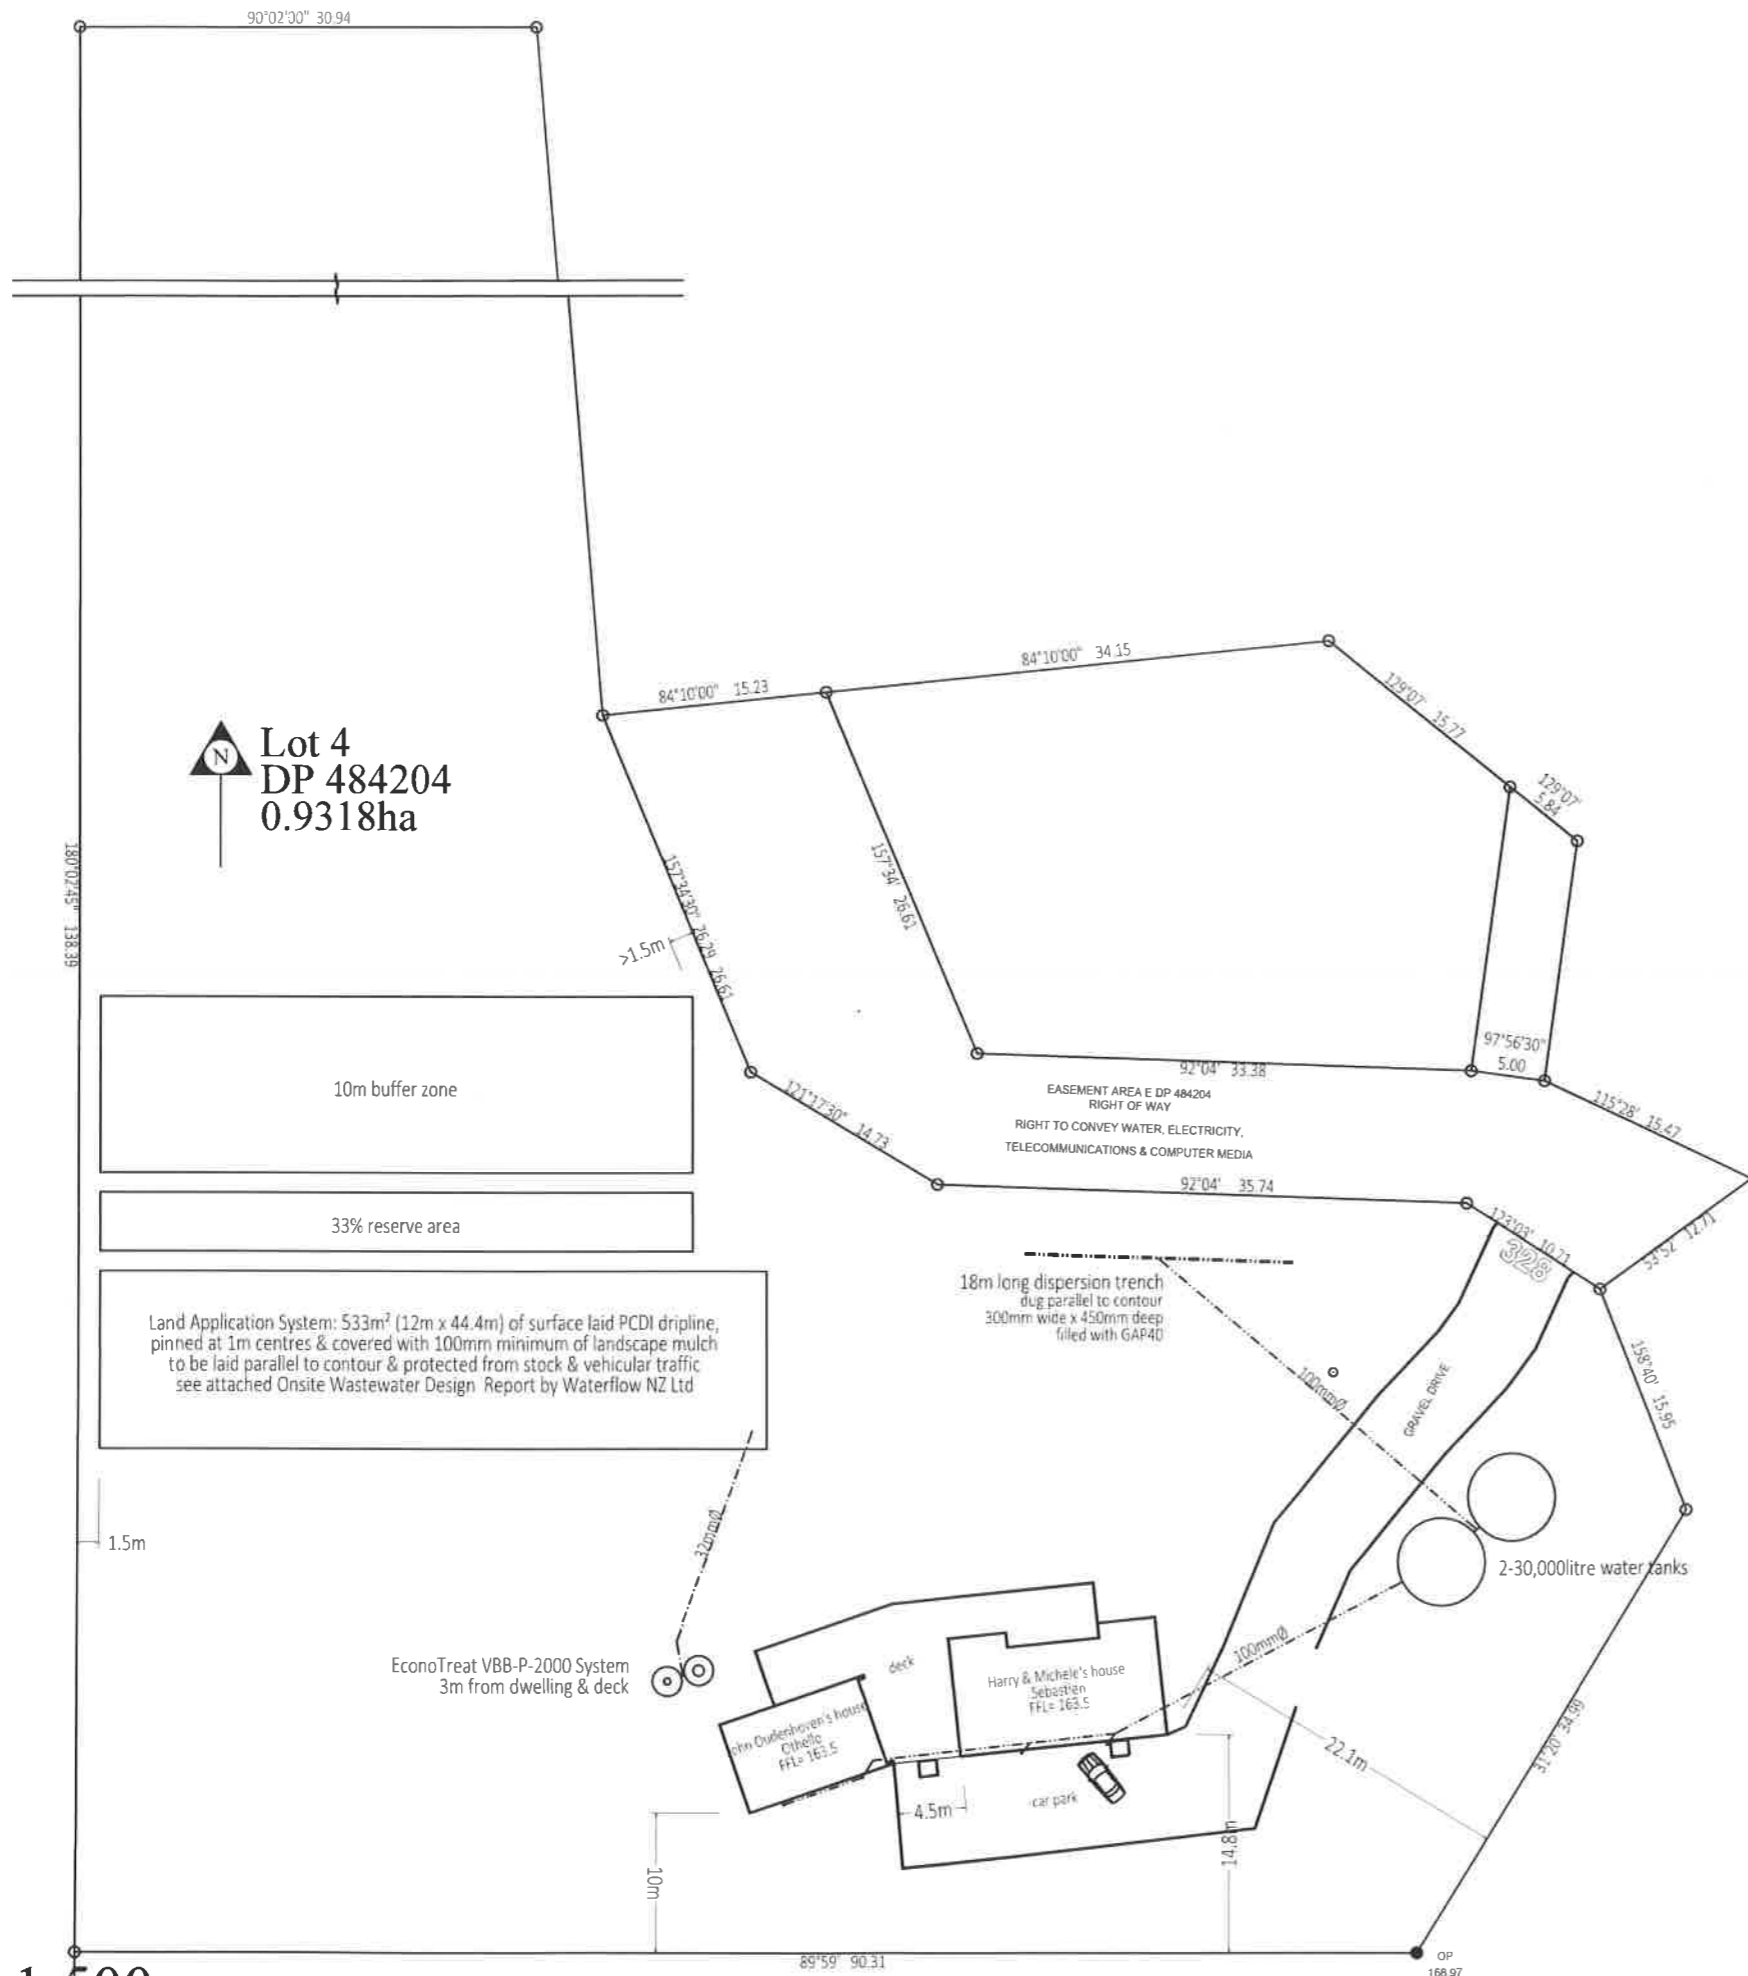 90°02'00" 30.94
84°10'00" 15.23
84°10'00" 34.15
129°07' 15.77
129°07'
5.84
N
Lot 4
DP 484204
0.9318ha
180°02'45" 138.39
157°34'30" 26.29 26.61
157°34' 26.61
>1.5m
97°56'30"
5.00
92°04' 33.38
10m buffer zone
121°17'30" 14.73
EASEMENT AREA E DP 484204
RIGHT OF WAY
RIGHT TO CONVEY WATER, ELECTRICITY,
TELECOMMUNICATIONS & COMPUTER MEDIA
115°28' 15.47
92°04' 35.74
33% reserve area
123°03' 10.71
328
53°52' 12.71
18m long dispersion trench
dug parallel to contour
300mm wide x 450mm deep
filled with GAP40
Land Application System: 533m² (12m x 44.4m) of surface laid PCDI dripline,
pinned at 1m centres & covered with 100mm minimum of landscape mulch
to be laid parallel to contour & protected from stock & vehicular traffic
see attached Onsite Wastewater Design Report by Waterflow NZ Ltd
100mmØ
GRAVEL DRIVE
158°40' 15.95
1.5m
32mmØ
2-30,000litre water tanks
EconoTreat VBB-P-2000 System
3m from dwelling & deck
deck
Harry & Michele's house
Sebastien
FFL= 163.5
100mmØ
John Oudenhoven's house
Othello
FFL= 163.5
22.1m
31°20' 34.99
4.5m
car park
14.8m
10m
89°59' 90.31
OP
168.97